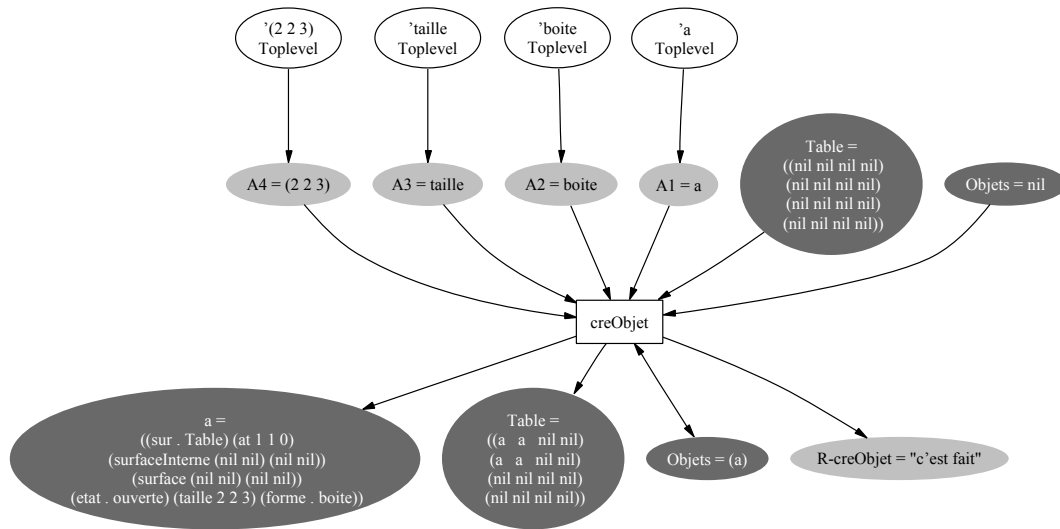 ’(2 2 3)
Toplevel
’taille
Toplevel
’boite
Toplevel
’a
Toplevel
A4 = (2 2 3)
A3 = taille
A2 = boite
A1 = a
Table =
((nil nil nil nil)
(nil nil nil nil)
(nil nil nil nil)
(nil nil nil nil))
Objets = nil
creObjet
a =
((sur . Table) (at 1 1 0)
(surfaceInterne (nil nil) (nil nil))
(surface (nil nil) (nil nil))
(etat . ouverte) (taille 2 2 3) (forme . boite))
Table =
((a a nil nil)
(a a nil nil)
(nil nil nil nil)
(nil nil nil nil))
Objets = (a)
R-creObjet = "c’est fait"